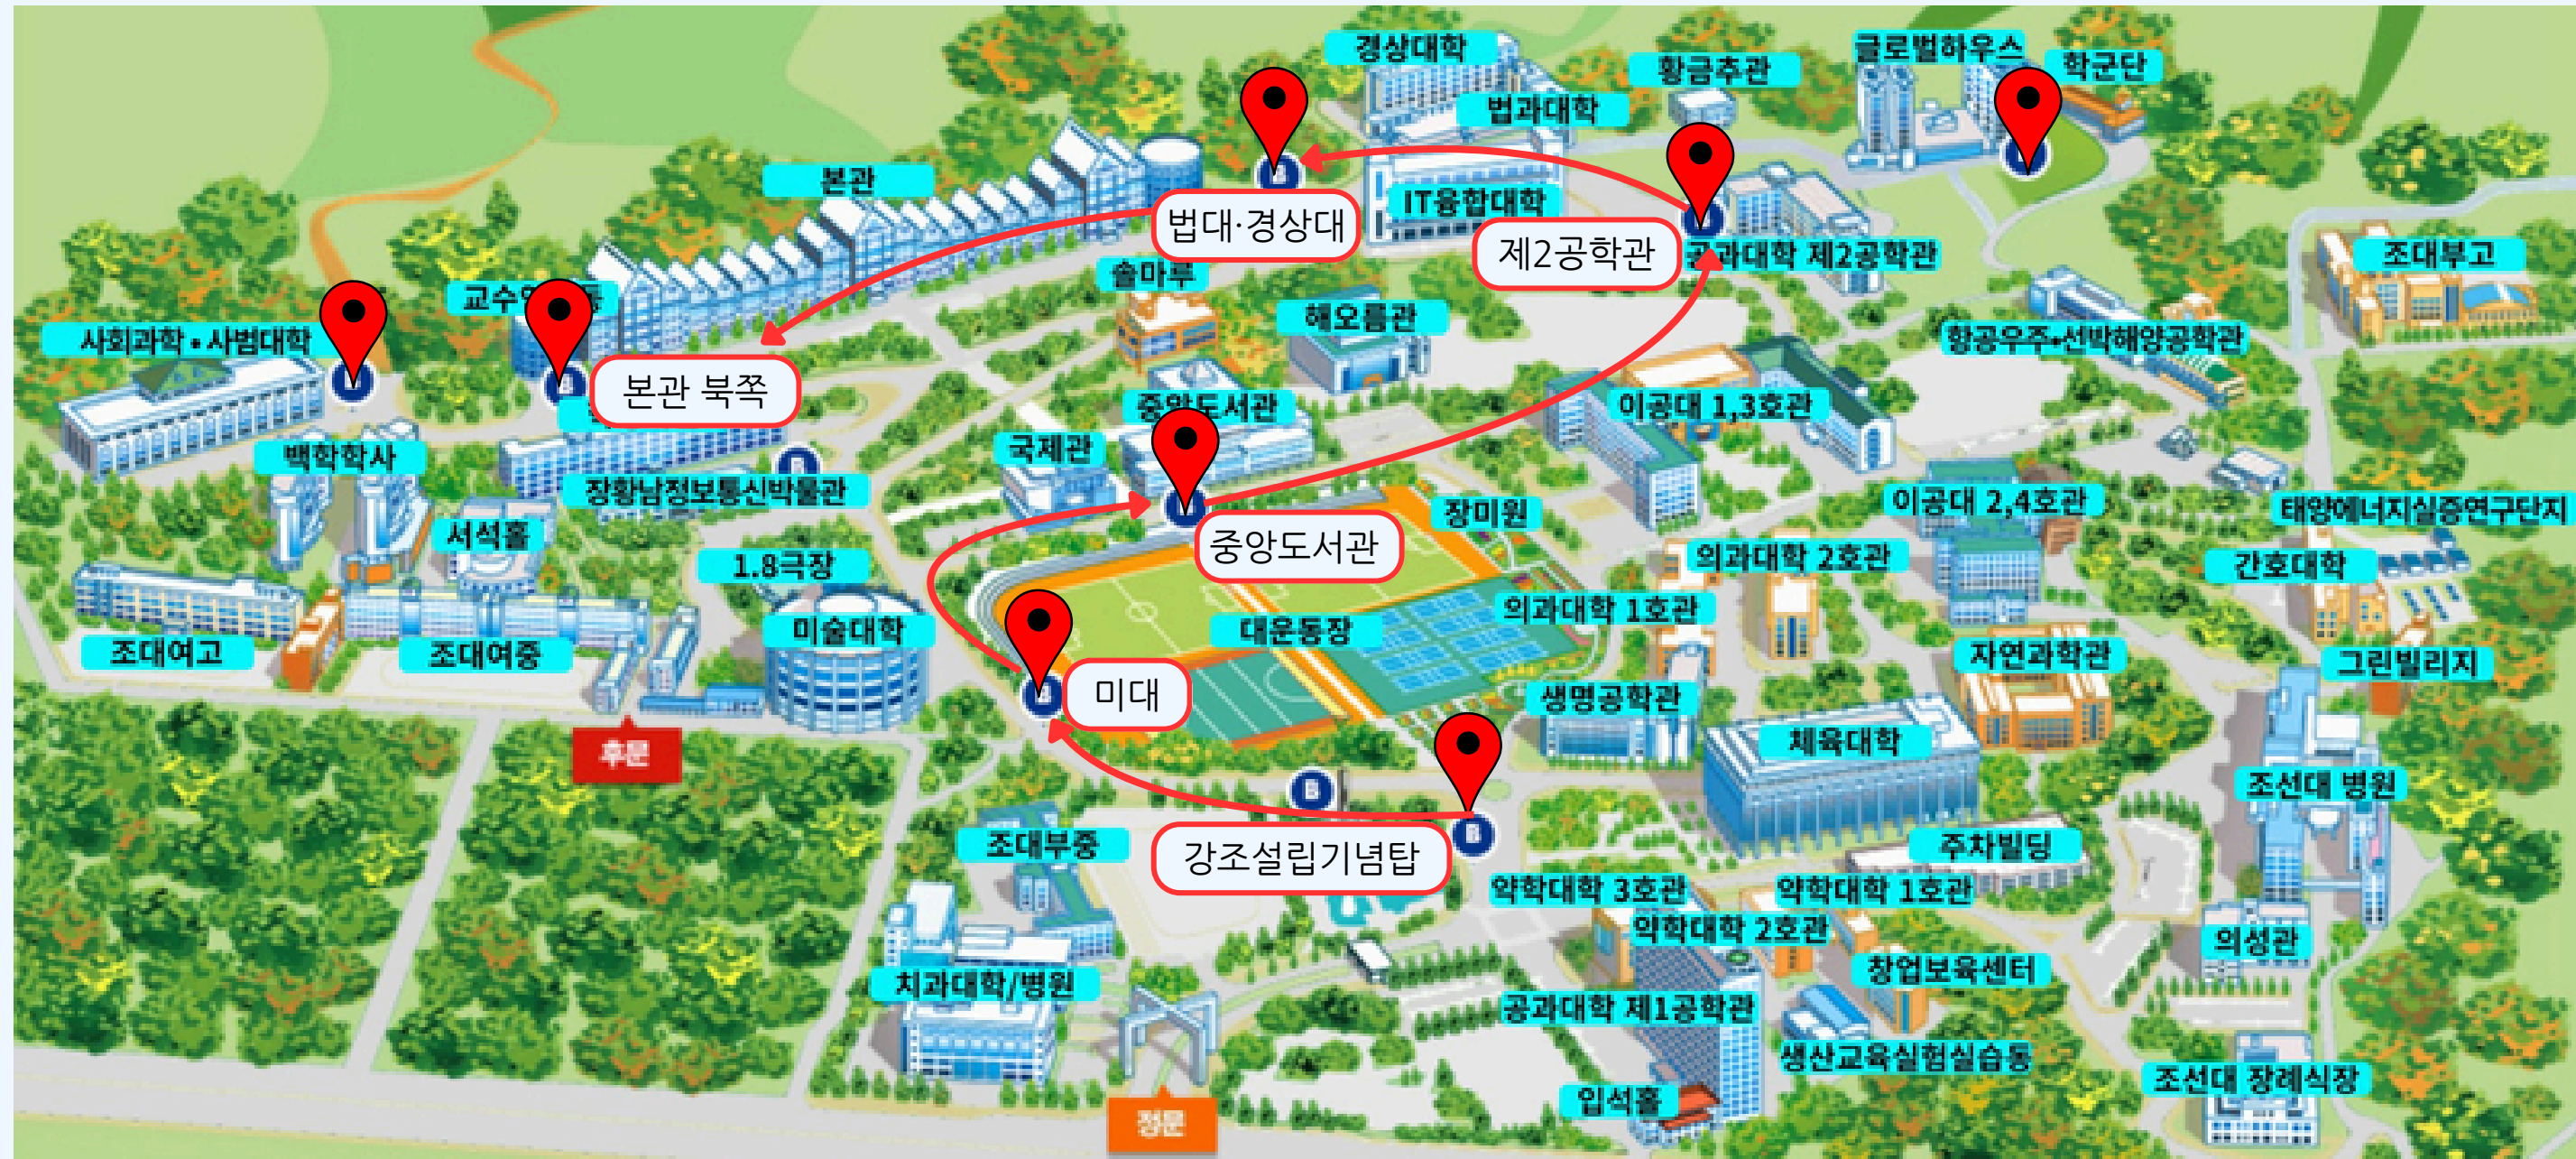 경상대학
글로벌하우스
학군단
황금추관
법과대학
본관
IT융합대학
법대·경상대
제2공학관
공과대학 제2공학관
조대부고
솔마루
해오름관
사회과학•사범대학
항공우주•선박해양공학관
본관 북쪽
중앙도서관
이공대 1,3호관
국제관
백학학사
장황남정보통신박물관
이공대 2,4호관
태양에너지실증연구단지
장미원
서석홀
중앙도서관
의과대학 2호관
간호대학
1.8극장
의과대학 1호관
미술대학
대운동장
조대여고
조대여중
자연과학관
그린빌리지
미대
생명공학관
후문
체육대학
조선대 병원
B
B
조대부중
강조설립기념탑
주차빌딩
약학대학 3호관
약학대학 1호관
약학대학 2호관
의성관
창업보육센터
치과대학/병원
공과대학 제1공학관
생산교육실험실습동
조선대 장례식장
입석홀
정문